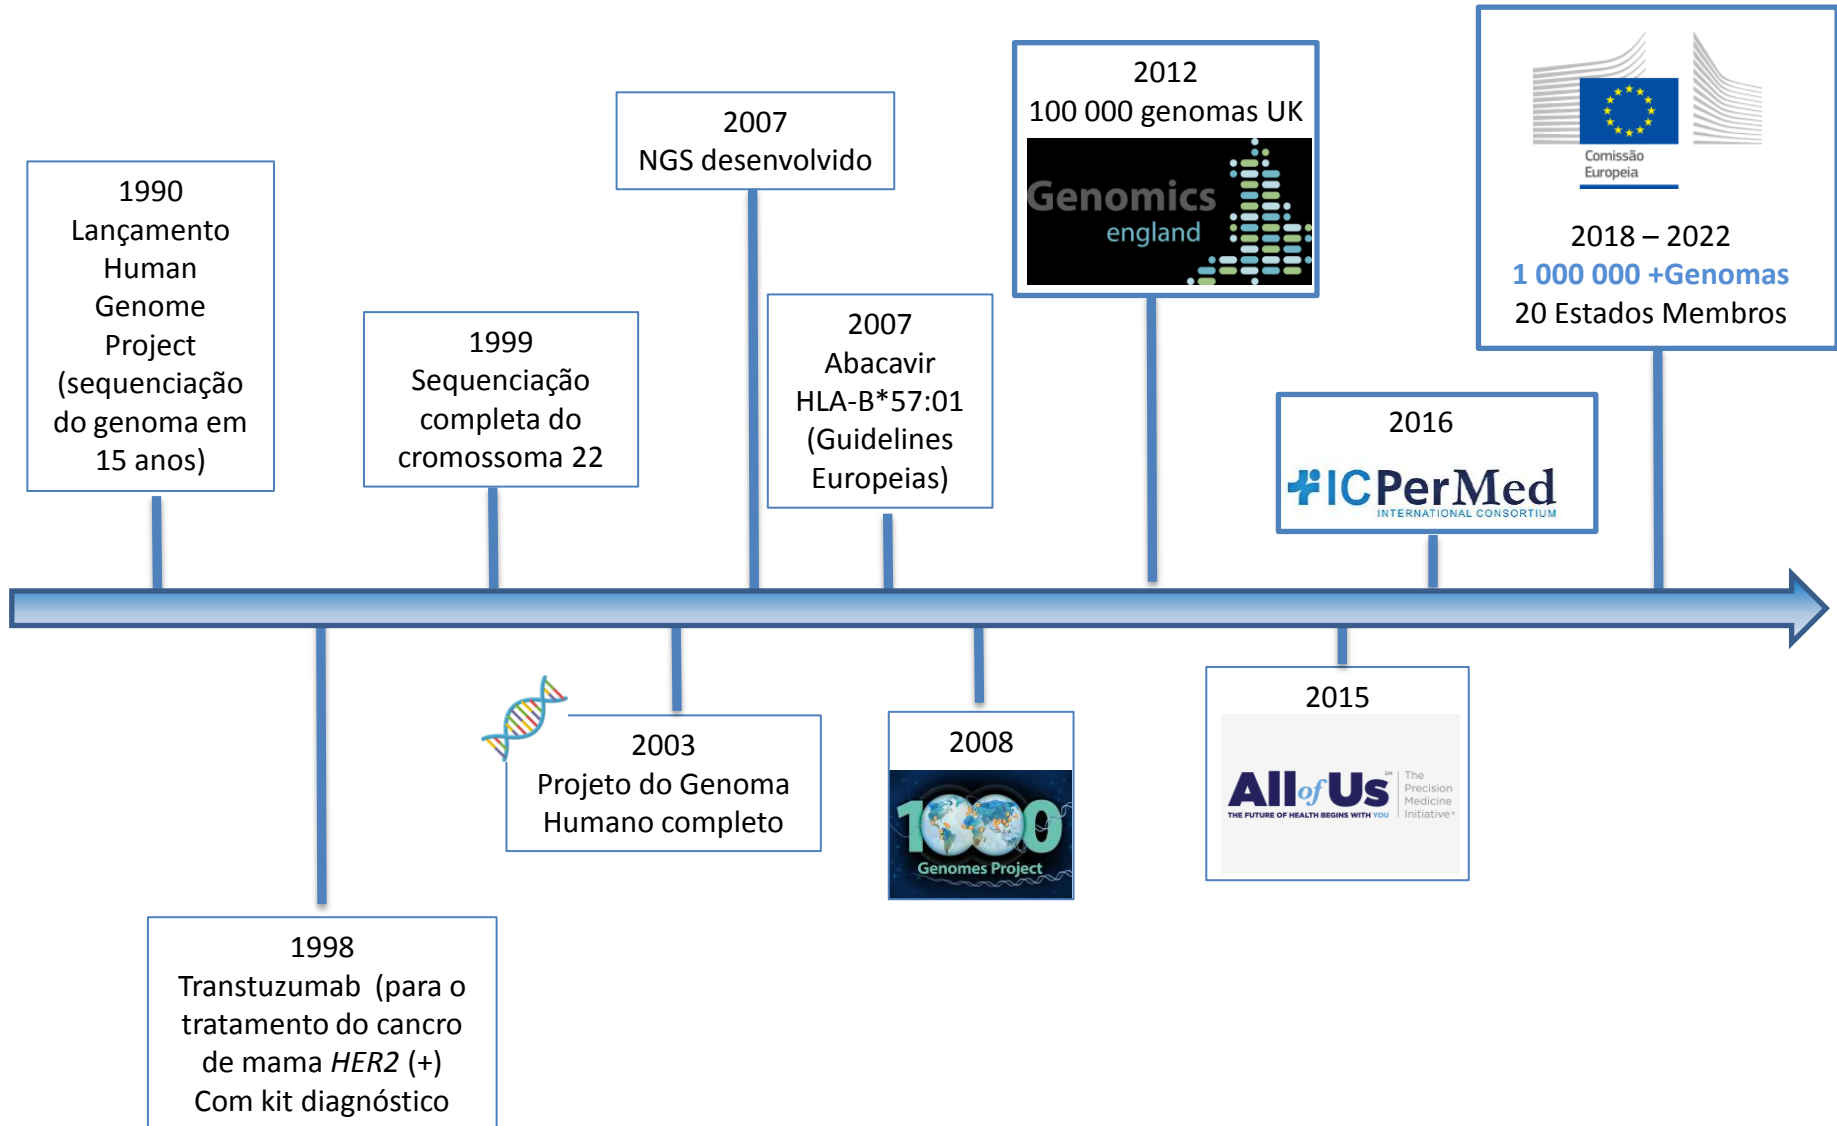 1990
Lançamento
Human
Genome
Project
(sequenciação
do genoma em
15 anos)
1998
Transtuzumab (para o
tratamento do cancro
de mama HER2 (+)
Com kit diagnóstico
1999
Sequenciação
completa do
cromossoma 22
2003
Projeto do Genoma
Humano completo
2007
NGS desenvolvido
2007
Abacavir
HLA-B*57:01
(Guidelines
Europeias)
2008
1000
Genomes Project
2012
100 000 genomas UK
Genomics
england
2015
All of Us℠
THE FUTURE OF HEALTH BEGINS WITH YOU
The
Precision
Medicine
Initiative®
2016
ICPerMed
INTERNATIONAL CONSORTIUM
Comissão
Europeia
2018 – 2022
1 000 000 +Genomas
20 Estados Membros